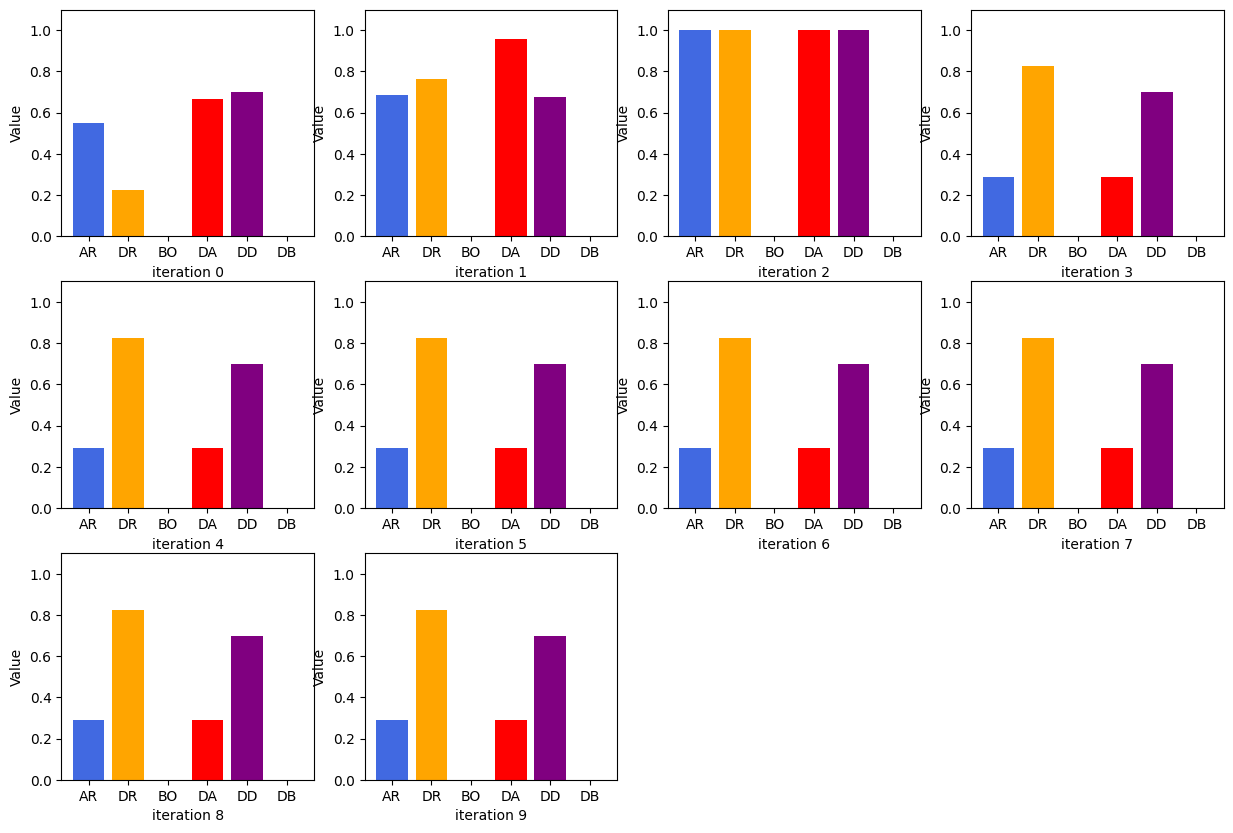 1.0
0.8
0.6
0.4
0.2
0.0
Value
AR DR BO DA DD DB
iteration 0
1.0
0.8
0.6
0.4
0.2
0.0
Value
AR DR BO DA DD DB
iteration 1
1.0
0.8
0.6
0.4
0.2
0.0
Value
AR DR BO DA DD DB
iteration 2
1.0
0.8
0.6
0.4
0.2
0.0
Value
AR DR BO DA DD DB
iteration 3
1.0
0.8
0.6
0.4
0.2
0.0
Value
AR DR BO DA DD DB
iteration 4
1.0
0.8
0.6
0.4
0.2
0.0
Value
AR DR BO DA DD DB
iteration 5
1.0
0.8
0.6
0.4
0.2
0.0
Value
AR DR BO DA DD DB
iteration 6
1.0
0.8
0.6
0.4
0.2
0.0
Value
AR DR BO DA DD DB
iteration 7
1.0
0.8
0.6
0.4
0.2
0.0
Value
AR DR BO DA DD DB
iteration 8
1.0
0.8
0.6
0.4
0.2
0.0
Value
AR DR BO DA DD DB
iteration 9